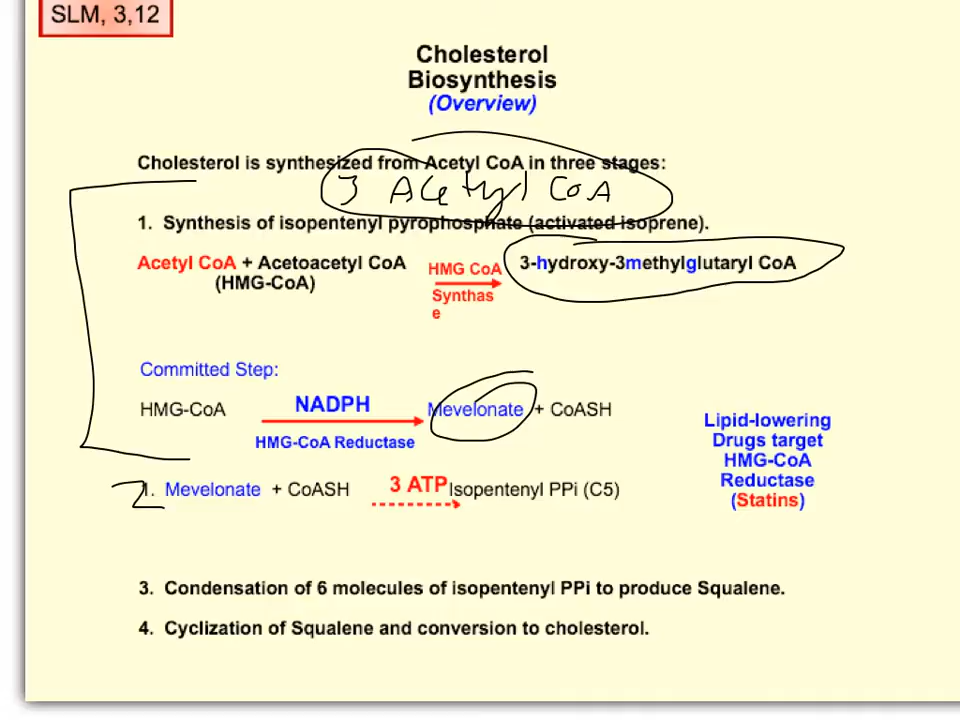 SLM, 3,12
Cholesterol
Biosynthesis
(Overview)
Cholesterol is synthesized from Acetyl CoA in three stages:
3 Acetyl CoA
1. Synthesis of isopentenyl pyrophosphate (activated isoprene).
Acetyl CoA + Acetoacetyl CoA
(HMG-CoA)
HMG CoA
Synthas
e
3-hydroxy-3methylglutaryl CoA
Committed Step:
HMG-CoA
NADPH
HMG-CoA Reductase
Mevelonate + CoASH
Lipid-lowering
Drugs target
HMG-CoA
Reductase
(Statins)
2
1. Mevelonate + CoASH
3 ATP
Isopentenyl PPi (C5)
3. Condensation of 6 molecules of isopentenyl PPi to produce Squalene.
4. Cyclization of Squalene and conversion to cholesterol.